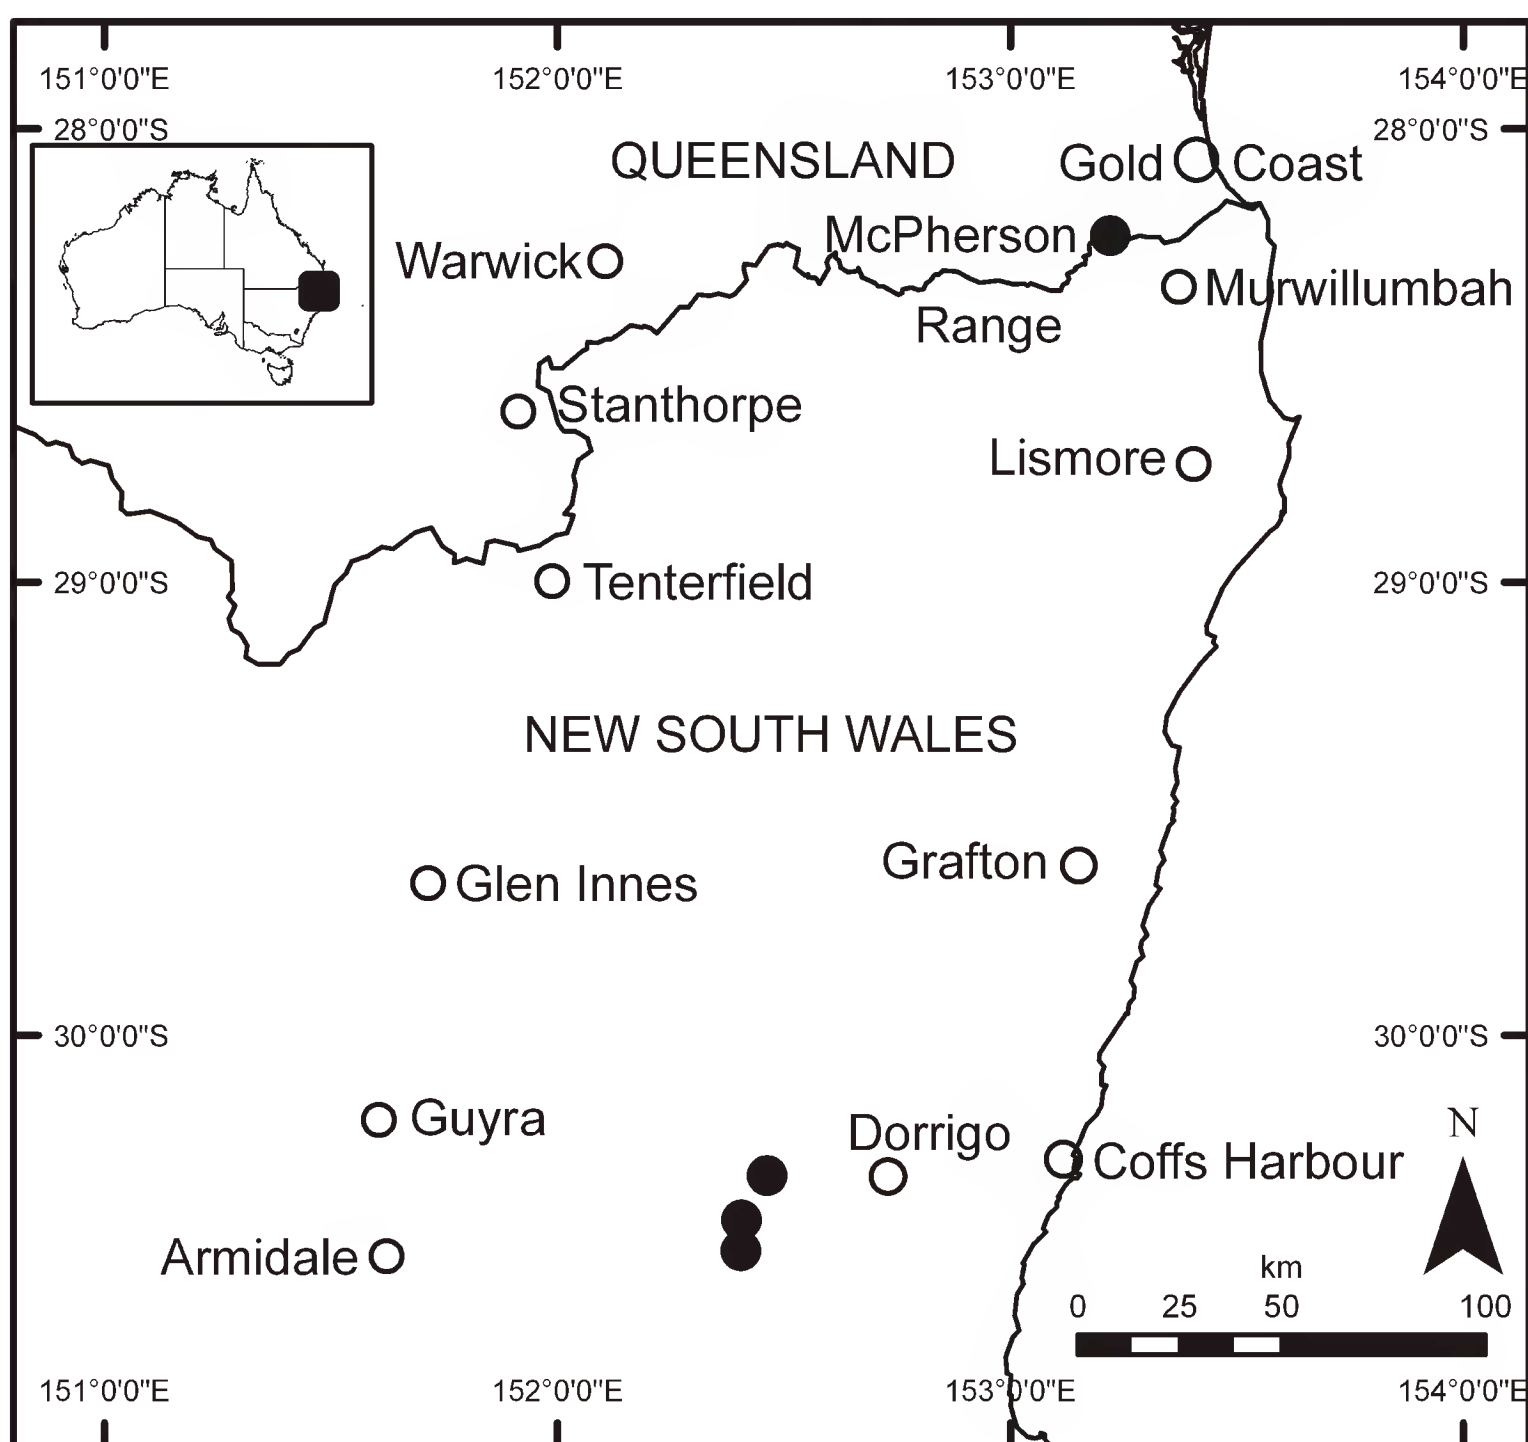 151°0'0"E 152°0'0"E 153°0'0"E 154°0'0"E
28°0'0"S 28°0'0"S
QUEENSLAND
Gold Coast
McPherson
Warwick
Murwillumbah
Range
Stanthorpe
Lismore
29°0'0"S 29°0'0"S
Tenterfield
NEW SOUTH WALES
Grafton
Glen Innes
30°0'0"S 30°0'0"S
Guyra
Dorrigo
N
Coffs Harbour
Armidale
km
0 25 50 100
151°0'0"E 152°0'0"E 153°0'0"E 154°0'0"E